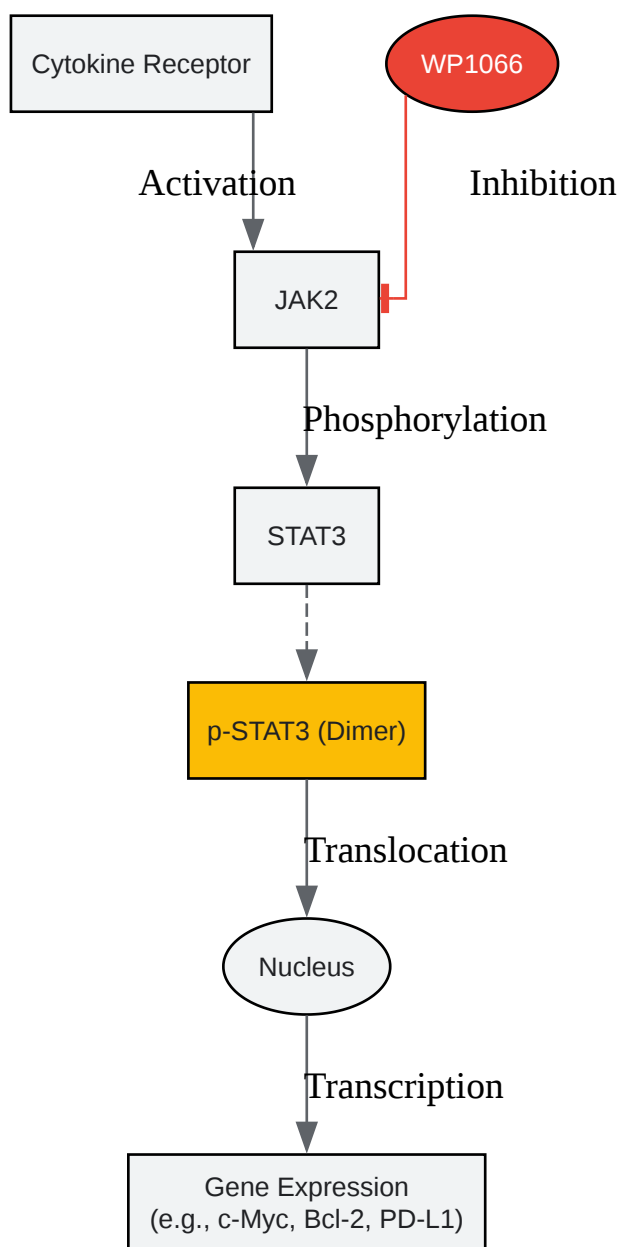 Cytokine Receptor
WP1066
Activation
Inhibition
JAK2
Phosphorylation
STAT3
p-STAT3 (Dimer)
Translocation
Nucleus
Transcription
Gene Expression
(e.g., c-Myc, Bcl-2, PD-L1)